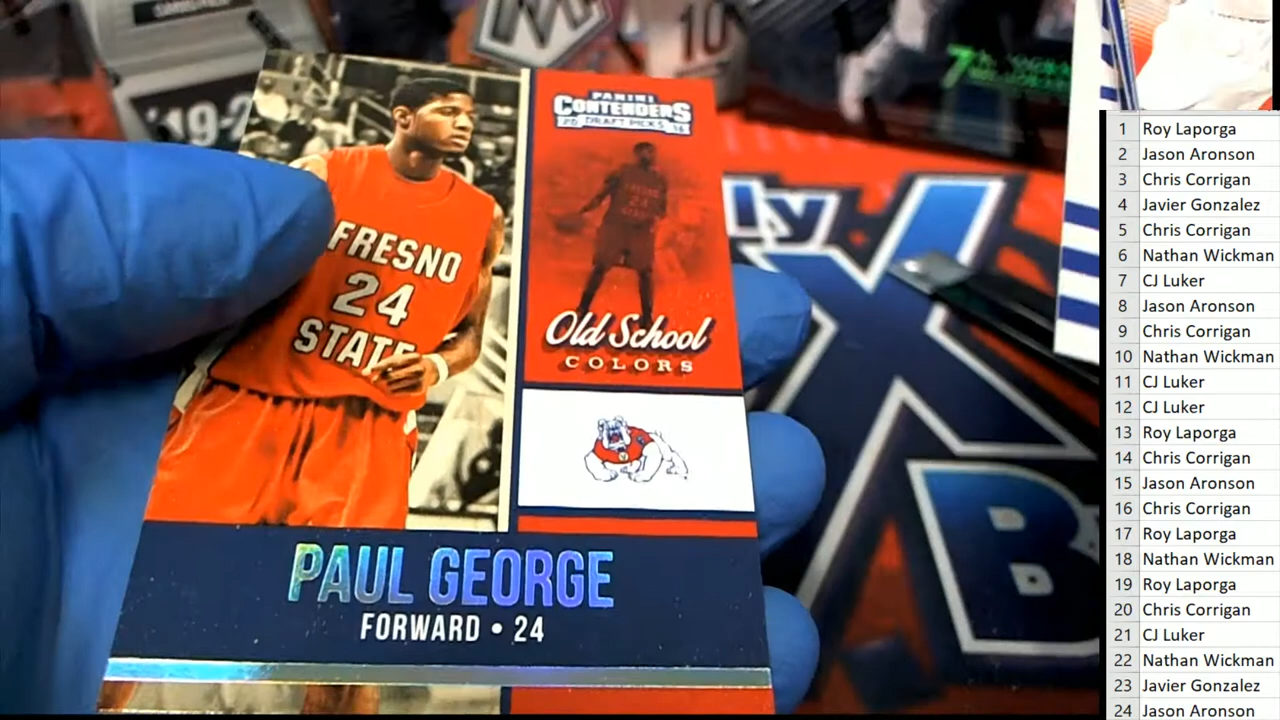 19-2
10
PANINI
CONTENDERS
20 DRAFT PICKS 16
FRESNO
24
STATE
Old School
COLORS
PAUL GEORGE
FORWARD • 24
ly
X
B
1 Roy Laporga
2 Jason Aronson
3 Chris Corrigan
4 Javier Gonzalez
5 Chris Corrigan
6 Nathan Wickman
7 CJ Luker
8 Jason Aronson
9 Chris Corrigan
10 Nathan Wickman
11 CJ Luker
12 CJ Luker
13 Roy Laporga
14 Chris Corrigan
15 Jason Aronson
16 Chris Corrigan
17 Roy Laporga
18 Nathan Wickman
19 Roy Laporga
20 Chris Corrigan
21 CJ Luker
22 Nathan Wickman
23 Javier Gonzalez
24 Jason Aronson